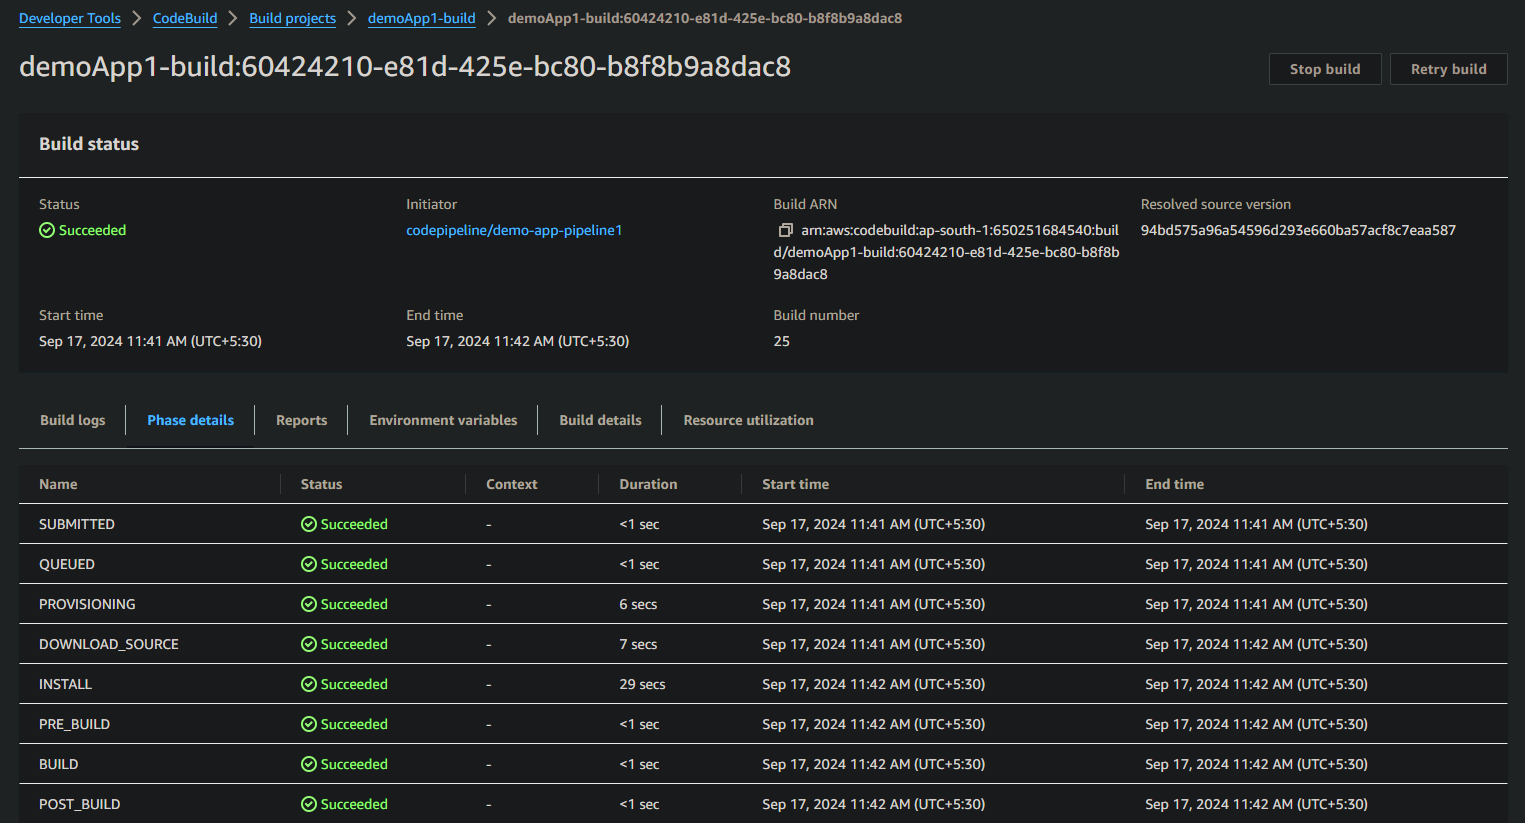 Developer Tools > CodeBuild > Build projects > demoApp1-build > demoApp1-build:60424210-e81d-425e-bc80-b8f8b9a8dac8
demoApp1-build:60424210-e81d-425e-bc80-b8f8b9a8dac8
Stop build Retry build
Build status
Status Initiator Build ARN Resolved source version
Succeeded codepipeline/demo-app-pipeline1 arn:aws:codebuild:ap-south-1:650251684540:buil 94bd575a96a54596d293e660ba57acf8c7eaa587
d/demoApp1-build:60424210-e81d-425e-bc80-b8f8b
9a8dac8
Start time End time Build number
Sep 17, 2024 11:41 AM (UTC+5:30) Sep 17, 2024 11:42 AM (UTC+5:30) 25
Build logs Phase details Reports Environment variables Build details Resource utilization
Name Status Context Duration Start time End time
SUBMITTED Succeeded - <1 sec Sep 17, 2024 11:41 AM (UTC+5:30) Sep 17, 2024 11:41 AM (UTC+5:30)
QUEUED Succeeded - <1 sec Sep 17, 2024 11:41 AM (UTC+5:30) Sep 17, 2024 11:41 AM (UTC+5:30)
PROVISIONING Succeeded - 6 secs Sep 17, 2024 11:41 AM (UTC+5:30) Sep 17, 2024 11:41 AM (UTC+5:30)
DOWNLOAD_SOURCE Succeeded - 7 secs Sep 17, 2024 11:41 AM (UTC+5:30) Sep 17, 2024 11:42 AM (UTC+5:30)
INSTALL Succeeded - 29 secs Sep 17, 2024 11:42 AM (UTC+5:30) Sep 17, 2024 11:42 AM (UTC+5:30)
PRE_BUILD Succeeded - <1 sec Sep 17, 2024 11:42 AM (UTC+5:30) Sep 17, 2024 11:42 AM (UTC+5:30)
BUILD Succeeded - <1 sec Sep 17, 2024 11:42 AM (UTC+5:30) Sep 17, 2024 11:42 AM (UTC+5:30)
POST_BUILD Succeeded - <1 sec Sep 17, 2024 11:42 AM (UTC+5:30) Sep 17, 2024 11:42 AM (UTC+5:30)